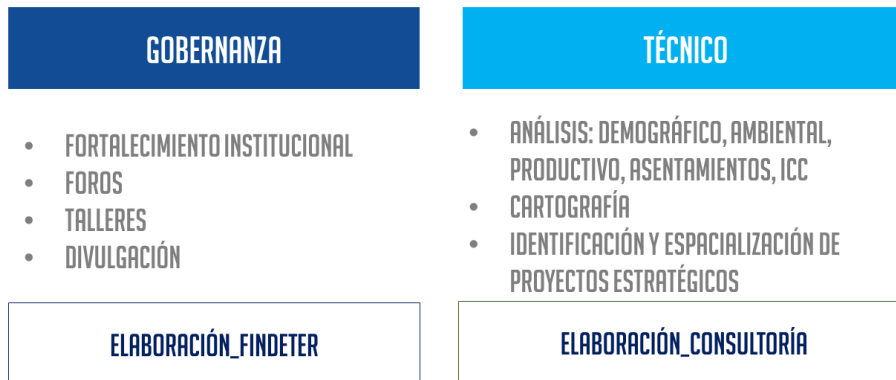 GOBERNANZA
• FORTALECIMIENTO INSTITUCIONAL
• FOROS
• TALLERES
• DIVULGACIÓN
ELABORACIÓN_FINDETER
TÉCNICO
• ANÁLISIS: DEMOGRÁFICO, AMBIENTAL,
PRODUCTIVO, ASENTAMIENTOS, ICC
• CARTOGRAFÍA
• IDENTIFICACIÓN Y ESPACIALIZACIÓN DE
PROYECTOS ESTRATÉGICOS
ELABORACIÓN_CONSULTORÍA